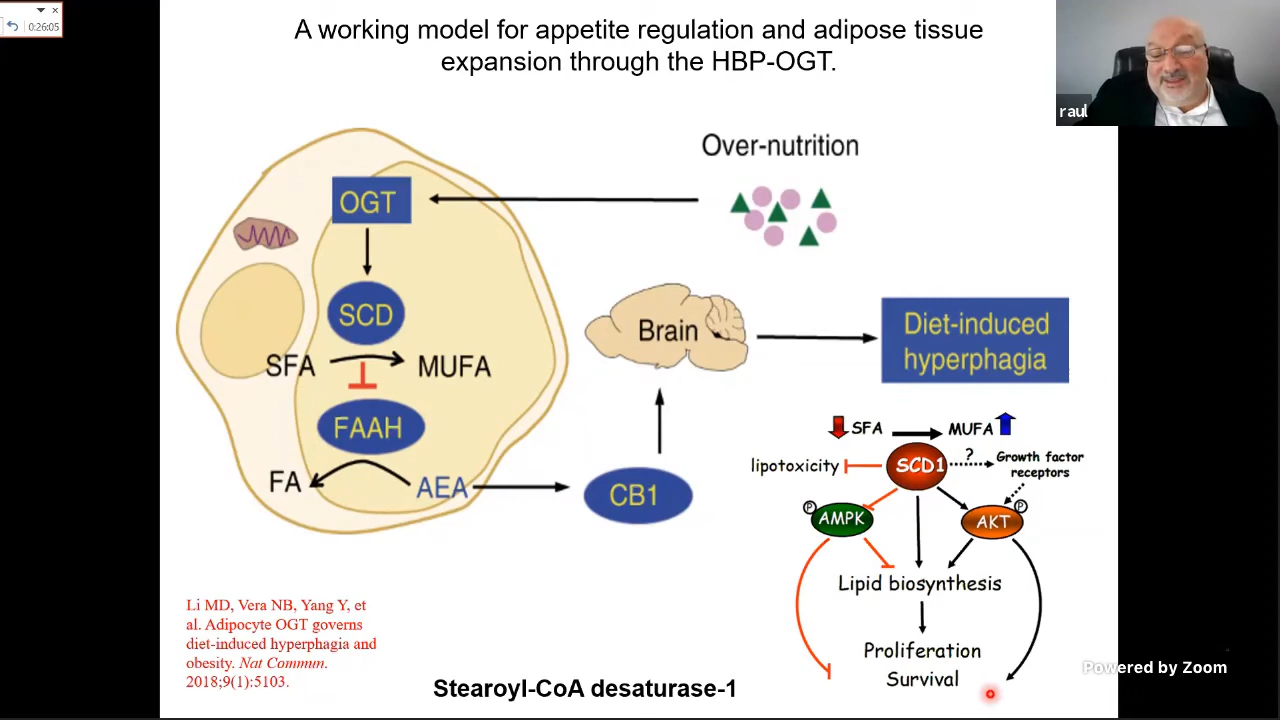 0:26:05
A working model for appetite regulation and adipose tissue
expansion through the HBP-OGT.
raul
Over-nutrition
OGT
SCD
SFA
MUFA
FAAH
FA
AEA
Brain
CB1
Diet-induced
hyperphagia
SFA
MUFA
lipotoxicity
SCD1
?
Growth factor
receptors
P
AMPK
P
AKT
Lipid biosynthesis
Proliferation
Survival
Li MD, Vera NB, Yang Y, et
al. Adipocyte OGT governs
diet-induced hyperphagia and
obesity. Nat Commun.
2018;9(1):5103.
Stearoyl-CoA desaturase-1
Powered by Zoom